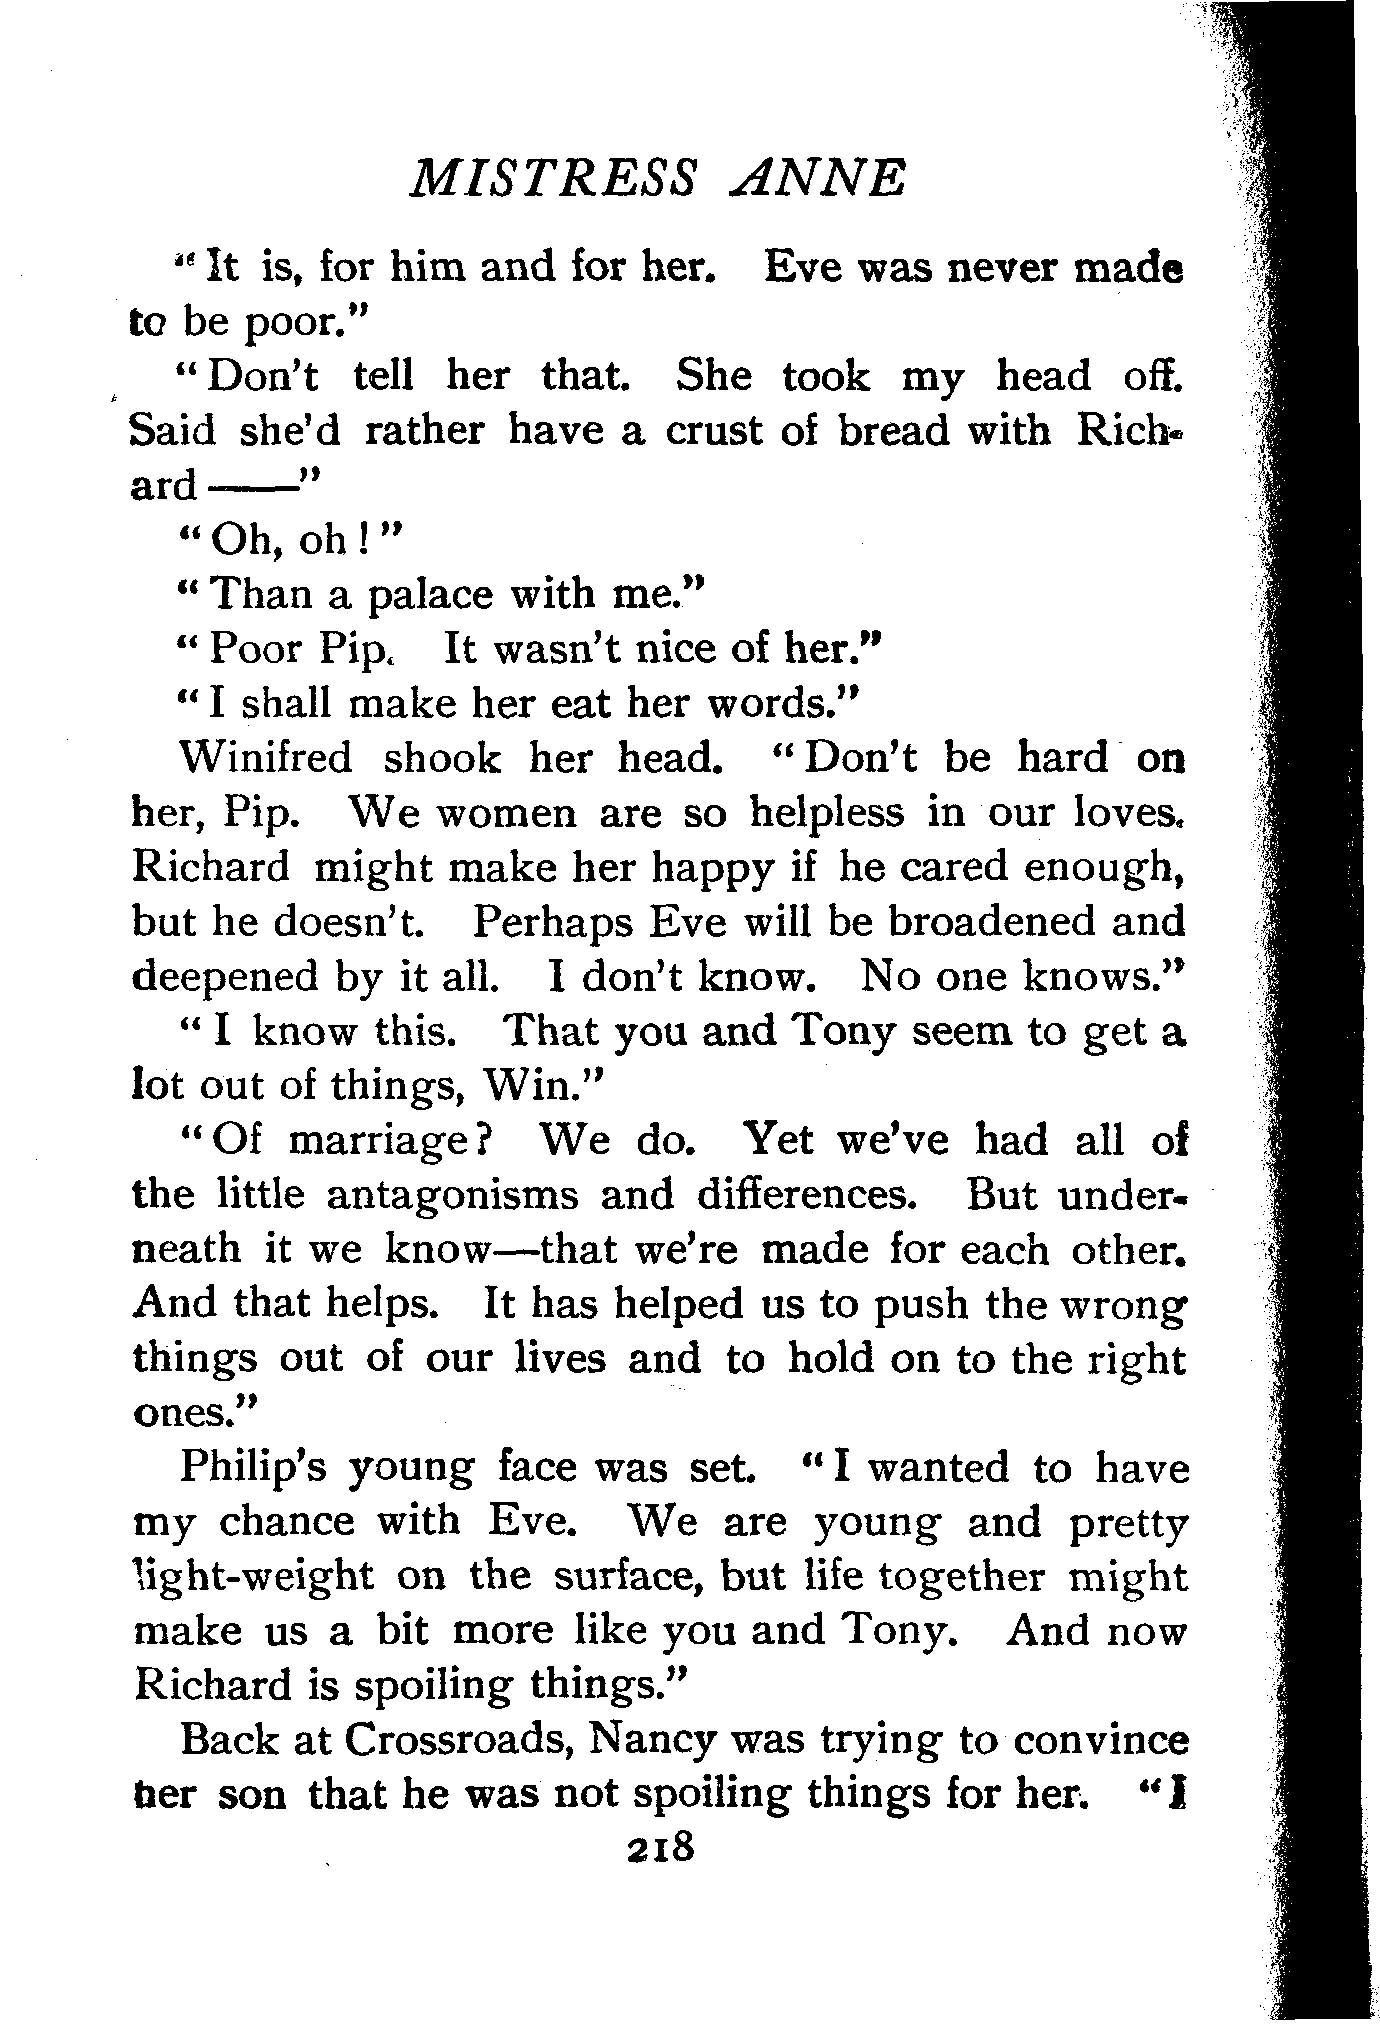 MISTRESS ANNE
"It is, for him and for her. Eve was never made
to be poor."
"Don't tell her that. She took my head off.
Said she'd rather have a crust of bread with Rich-
ard ——"
"Oh, oh!"
"Than a palace with me."
"Poor Pip. It wasn't nice of her."
"I shall make her eat her words."
Winifred shook her head. "Don't be hard on
her, Pip. We women are so helpless in our loves.
Richard might make her happy if he cared enough,
but he doesn't. Perhaps Eve will be broadened and
deepened by it all. I don't know. No one knows."
"I know this. That you and Tony seem to get a
lot out of things, Win."
"Of marriage? We do. Yet we've had all of
the little antagonisms and differences. But under-
neath it we know—that we're made for each other.
And that helps. It has helped us to push the wrong
things out of our lives and to hold on to the right
ones."
Philip's young face was set. "I wanted to have
my chance with Eve. We are young and pretty
light-weight on the surface, but life together might
make us a bit more like you and Tony. And now
Richard is spoiling things."
Back at Crossroads, Nancy was trying to convince
her son that he was not spoiling things for her. "I
218